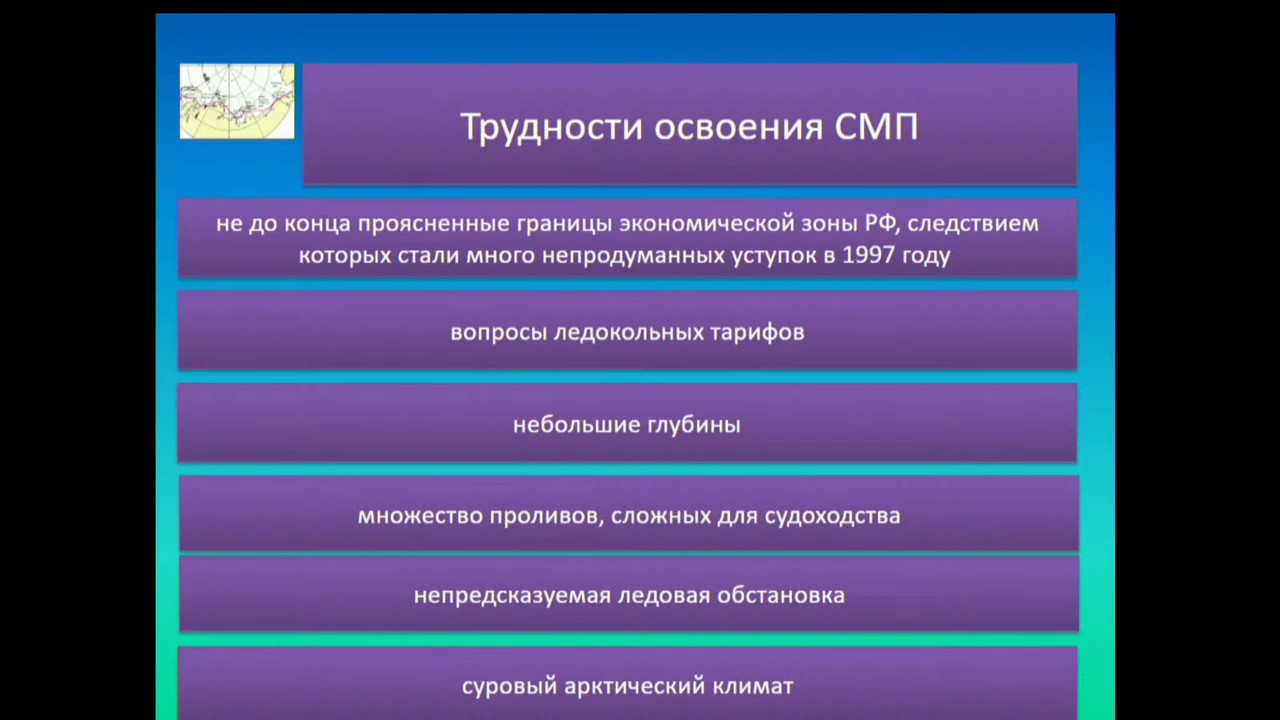 Трудности освоения СМП
не до конца проясненные границы экономической зоны РФ, следствием
которых стали много непродуманных уступок в 1997 году
вопросы ледокольных тарифов
небольшие глубины
множество проливов, сложных для судоходства
непредсказуемая ледовая обстановка
суровый арктический климат